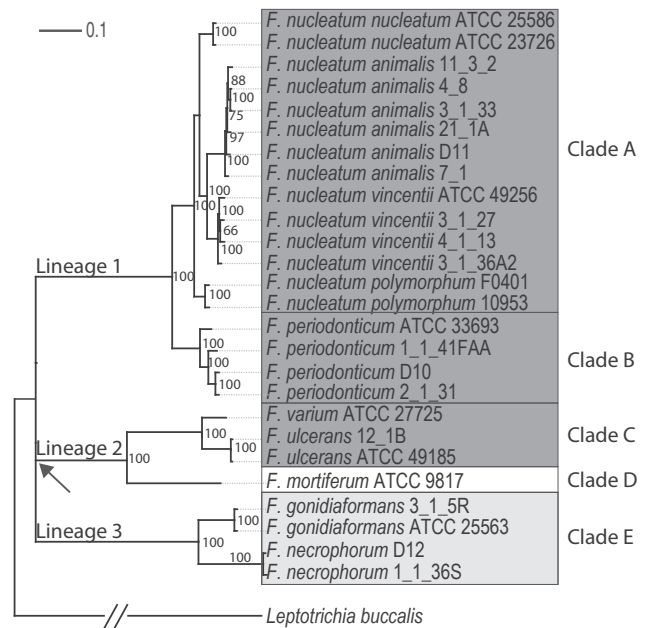 0.1
F. nucleatum nucleatum ATCC 25586
100
F. nucleatum nucleatum ATCC 23726
F. nucleatum animalis 11_3_2
88
F. nucleatum animalis 4_8
100
F. nucleatum animalis 3_1_33
75
F. nucleatum animalis 21_1A
97
F. nucleatum animalis D11
Clade A
100
F. nucleatum animalis 7_1
100
F. nucleatum vincentii ATCC 49256
100
100
F. nucleatum vincentii 3_1_27
66
F. nucleatum vincentii 4_1_13
100
F. nucleatum vincentii 3_1_36A2
Lineage 1
100
F. nucleatum polymorphum F0401
100
F. nucleatum polymorphum 10953
F. periodonticum ATCC 33693
100
F. periodonticum 1_1_41FAA
100
Clade B
F. periodonticum D10
100
F. periodonticum 2_1_31
F. varium ATCC 27725
100
F. ulcerans 12_1B
Clade C
Lineage 2
100
100
F. ulcerans ATCC 49185
F. mortiferum ATCC 9817
Clade D
F. gonidiaformans 3_1_5R
100
F. gonidiaformans ATCC 25563
Lineage 3
100
Clade E
F. necrophorum D12
100
F. necrophorum 1_1_36S
Leptotrichia buccalis